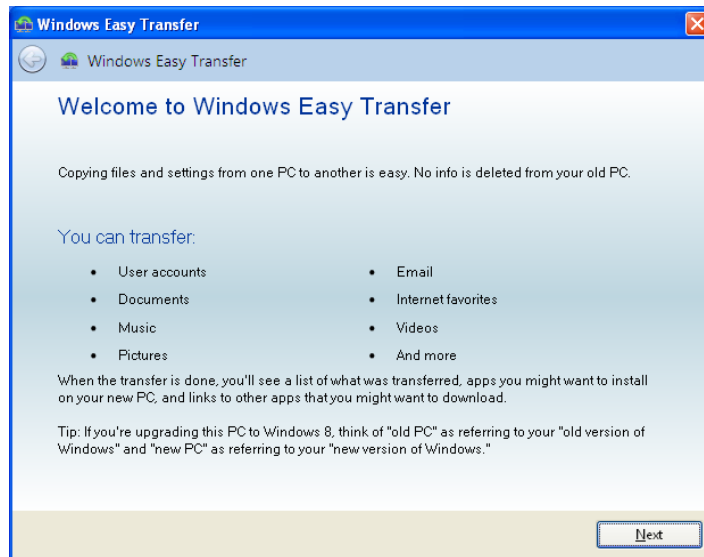 Windows Easy Transfer
Windows Easy Transfer
Welcome to Windows Easy Transfer
Copying files and settings from one PC to another is easy. No info is deleted from your old PC.
You can transfer:
• User accounts
• Documents
• Music
• Pictures
• Email
• Internet favorites
• Videos
• And more
When the transfer is done, you'll see a list of what was transferred, apps you might want to install
on your new PC, and links to other apps that you might want to download.
Tip: If you're upgrading this PC to Windows 8, think of "old PC" as referring to your "old version of
Windows" and "new PC" as referring to your "new version of Windows."
Next